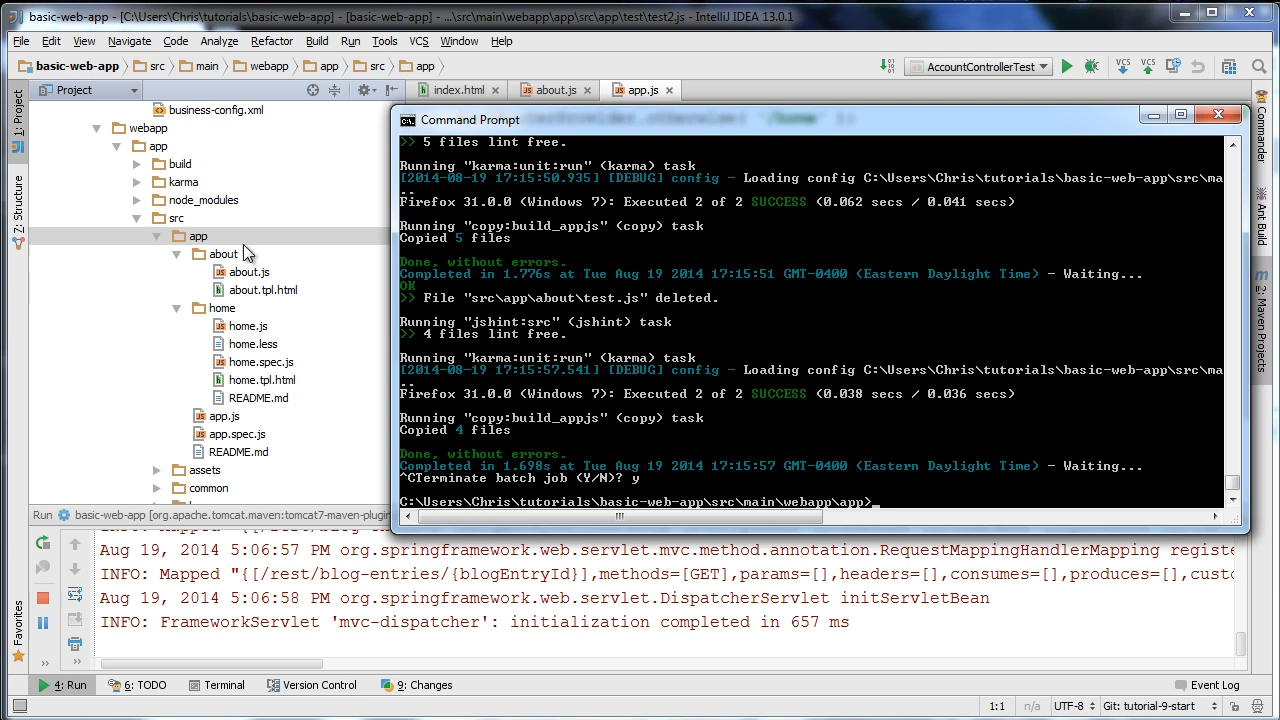 basic-web-app - [C:\Users\Chris\tutorials\basic-web-app] - [basic-web-app] - ...\src\main\webapp\app\src\app\test\test2.js - IntelliJ IDEA 13.0.1
File Edit View Navigate Code Analyze Refactor Build Run Tools VCS Window Help
basic-web-app src main webapp app src app AccountControllerTest VCS VCS
Project index.html about.js app.js
1: Project
Z: Structure
Favorites
business-config.xml
webapp
app
build
karma
node_modules
src
app
about
about.js
about.tpl.html
home
home.js
home.less
home.spec.js
home.tpl.html
README.md
app.js
app.spec.js
README.md
assets
common
Command Prompt
>> 5 files lint free.
Running "karma:unit:run" (karma) task
[2014-08-19 17:15:50.935] [DEBUG] config - Loading config C:\Users\Chris\tutorials\basic-web-app\src\ma
..
Firefox 31.0.0 (Windows 7): Executed 2 of 2 SUCCESS (0.062 secs / 0.041 secs)
Running "copy:build_appjs" (copy) task
Copied 5 files
Done, without errors.
Completed in 1.776s at Tue Aug 19 2014 17:15:51 GMT-0400 (Eastern Daylight Time) - Waiting...
OK
>> File "src\app\about\test.js" deleted.
Running "jshint:src" (jshint) task
>> 4 files lint free.
Running "karma:unit:run" (karma) task
[2014-08-19 17:15:57.541] [DEBUG] config - Loading config C:\Users\Chris\tutorials\basic-web-app\src\ma
..
Firefox 31.0.0 (Windows 7): Executed 2 of 2 SUCCESS (0.038 secs / 0.036 secs)
Running "copy:build_appjs" (copy) task
Copied 4 files
Done, without errors.
Completed in 1.698s at Tue Aug 19 2014 17:15:57 GMT-0400 (Eastern Daylight Time) - Waiting...
^CTerminate batch job (Y/N)? y
C:\Users\Chris\tutorials\basic-web-app\src\main\webapp\app>
Commander
Ant Build
Maven Projects
Run basic-web-app [org.apache.tomcat.maven:tomcat7-maven-plugin
Aug 19, 2014 5:06:57 PM org.springframework.web.servlet.mvc.method.annotation.RequestMappingHandlerMapping registe
INFO: Mapped "{[/rest/blog-entries/{blogEntryId}],methods=[GET],params=[],headers=[],consumes=[],produces=[],custo
Aug 19, 2014 5:06:58 PM org.springframework.web.servlet.DispatcherServlet initServletBean
INFO: FrameworkServlet 'mvc-dispatcher': initialization completed in 657 ms
4: Run 6: TODO Terminal Version Control 9: Changes Event Log
1:1 n/a UTF-8 Git: tutorial-9-start